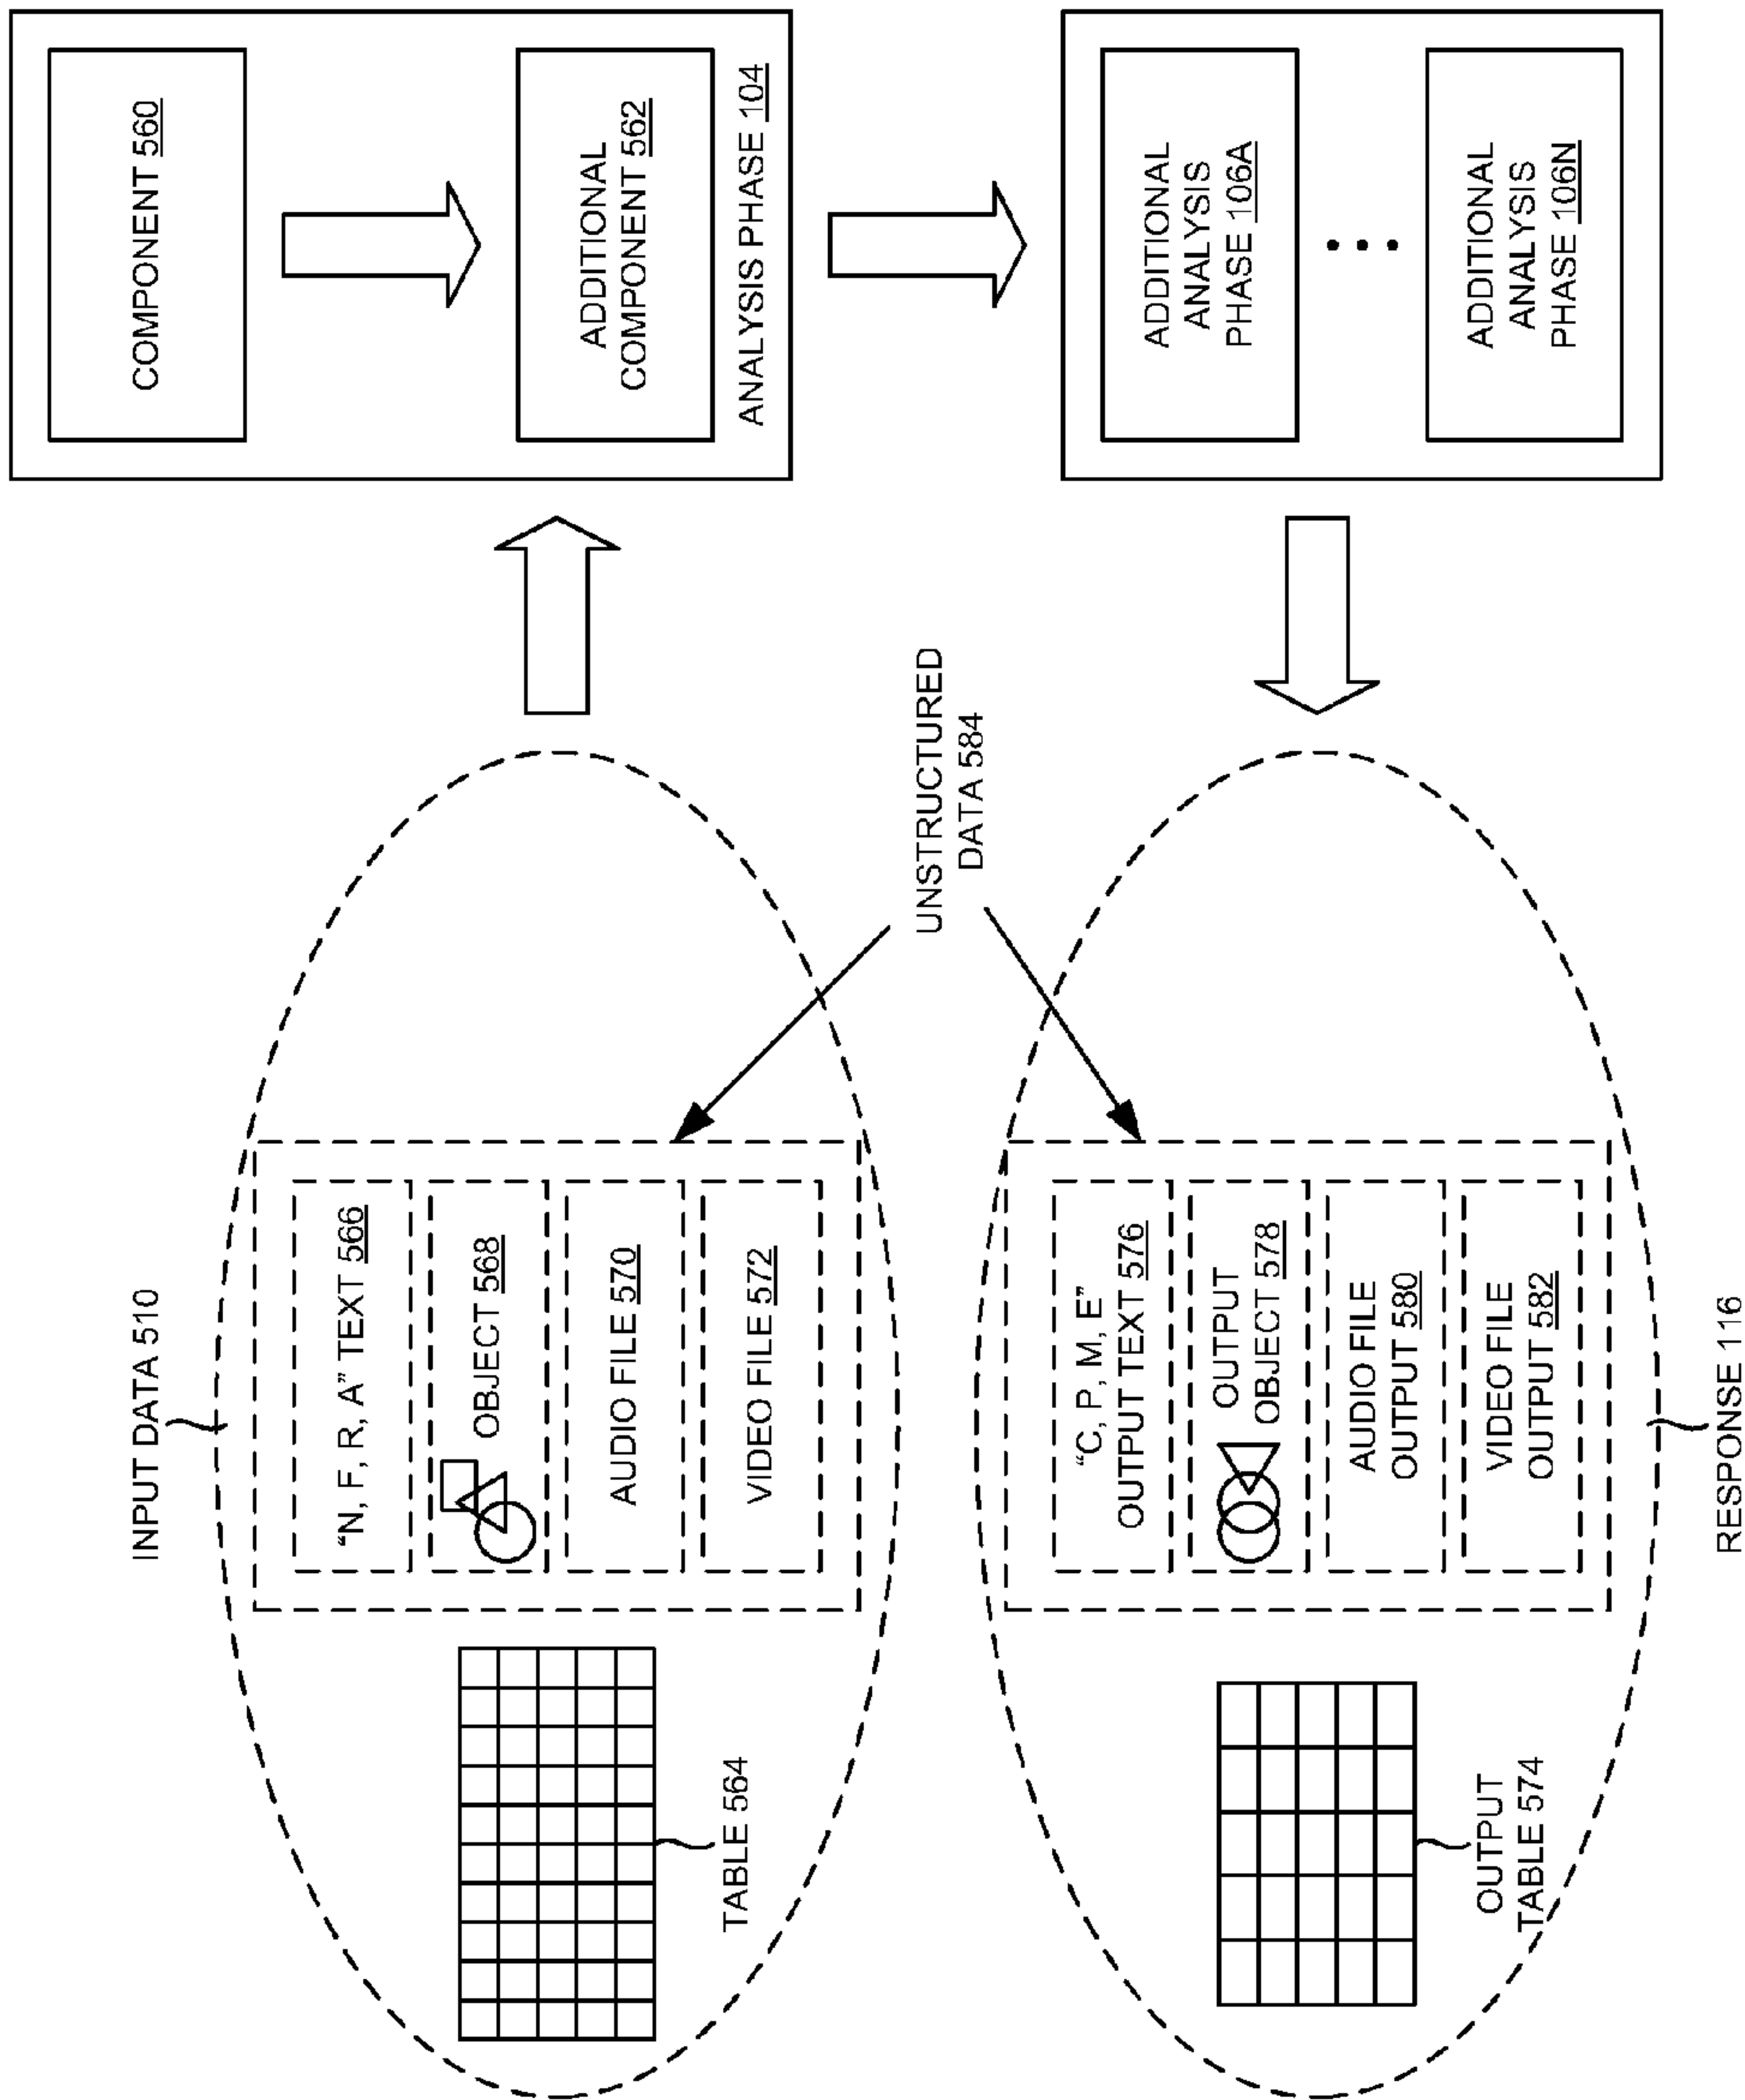 INPUT DATA 510
TABLE 564
“N, F, R, A” TEXT 566
OBJECT 568
AUDIO FILE 570
VIDEO FILE 572
COMPONENT 560
ADDITIONAL
COMPONENT 562
ANALYSIS PHASE 104
UNSTRUCTURED
DATA 584
OUTPUT
TABLE 574
“C, P, M, E”
OUTPUT TEXT 576
OUTPUT
OBJECT 578
AUDIO FILE
OUTPUT 580
VIDEO FILE
OUTPUT 582
RESPONSE 116
ADDITIONAL
ANALYSIS
PHASE 106A
ADDITIONAL
ANALYSIS
PHASE 106N